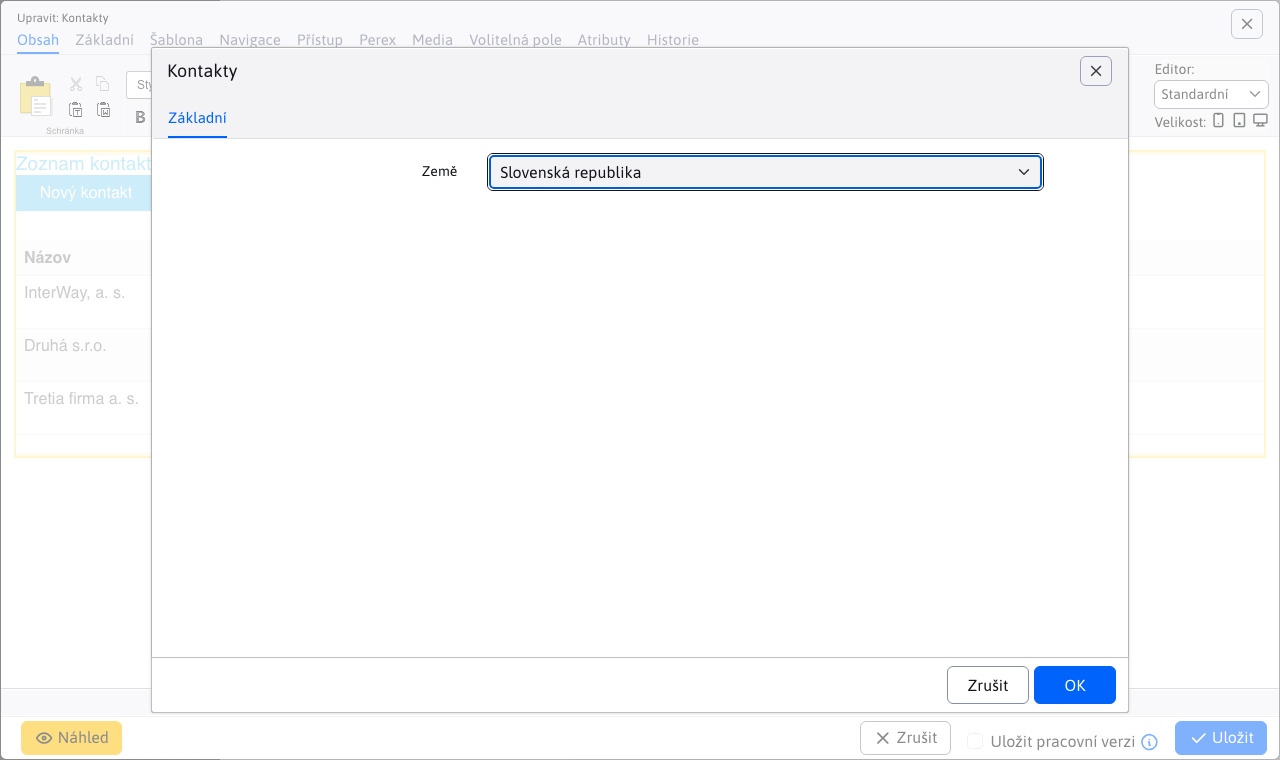 Upravit: Kontakty
Obsah Základní Šablona Navigace Přístup Perex Media Volitelná pole Atributy Historie
Schránka
B
Editor:
Standardní
Velikost:
Kontakty
Základní
Země Slovenská republika
Zoznam kontakt
Nový kontakt
Názov
InterWay, a. s.
Druhá s.r.o.
Tretia firma a. s.
Zrušit OK
Náhled Zrušit Uložit pracovní verzi Uložit